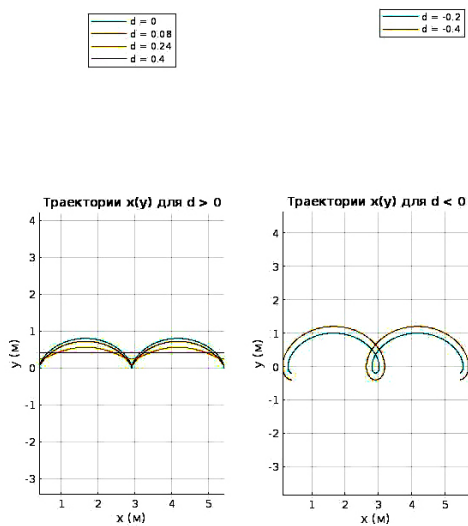 d = 0
d = 0.08
d = 0.24
d = 0.4
d = -0.2
d = -0.4
Траектории x(y) для d > 0
4
3
2
1
0
-1
-2
-3
y (м)
1 2 3 4 5
x (м)
Траектории x(y) для d < 0
4
3
2
1
0
-1
-2
-3
y (м)
1 2 3 4 5
x (м)